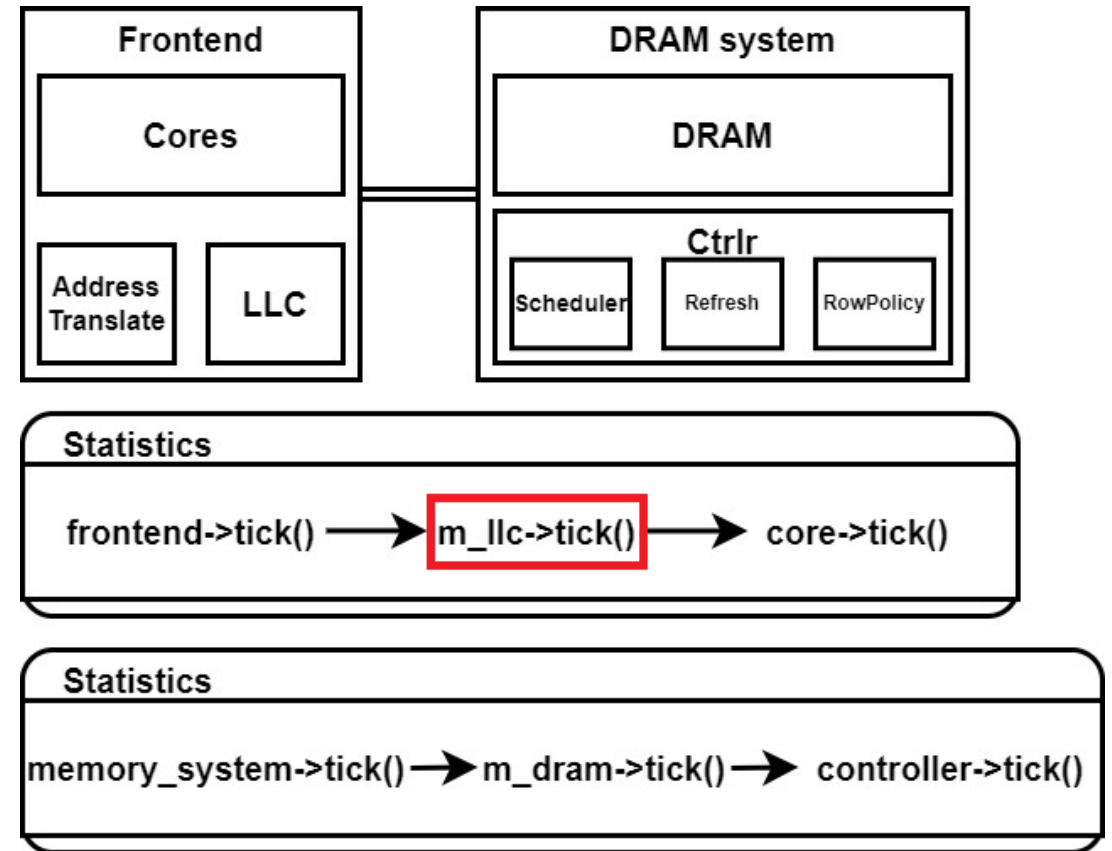 Frontend
DRAM system
Cores
DRAM
Ctrlr
Address
Translate
LLC
Scheduler
Refresh
RowPolicy
Statistics
frontend->tick()
m_llc->tick()
core->tick()
Statistics
memory_system->tick()
m_dram->tick()
controller->tick()